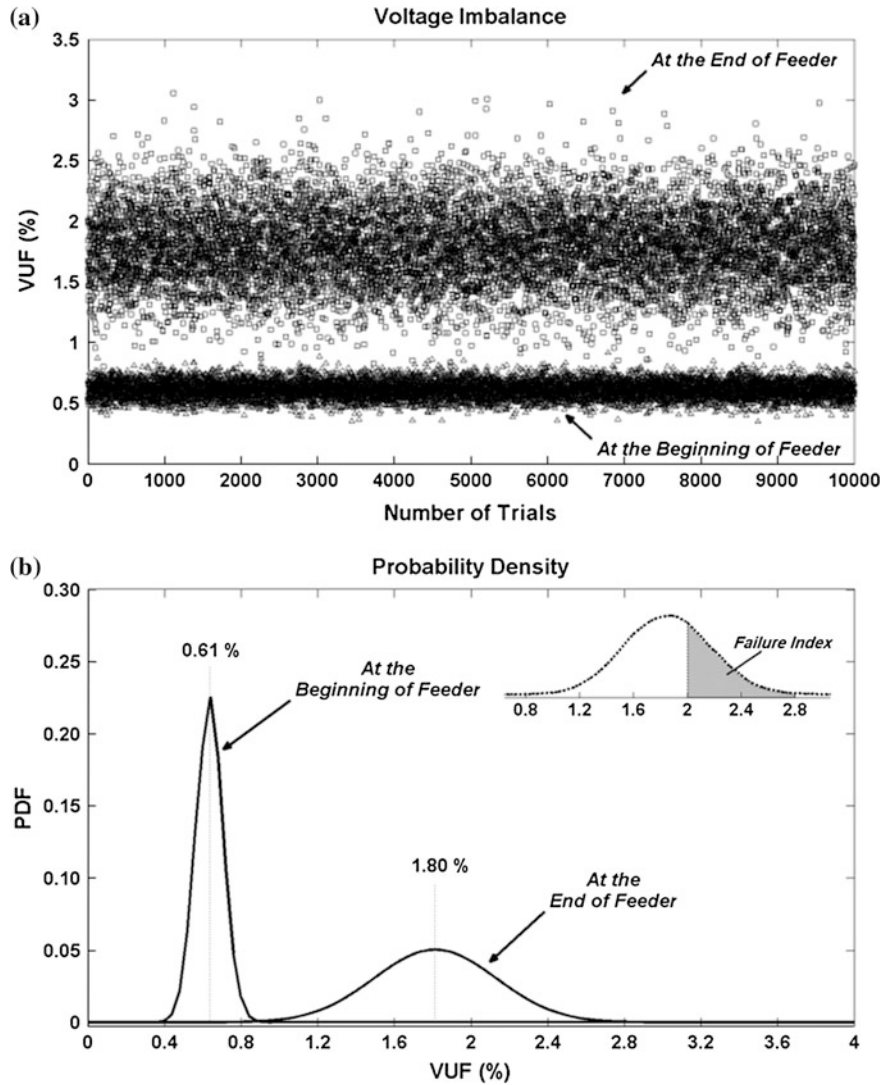 (a)
Voltage Imbalance
3.5
3
2.5
2
1.5
1
0.5
0
VUF (%)
At the End of Feeder
At the Beginning of Feeder
0 1000 2000 3000 4000 5000 6000 7000 8000 9000 10000
Number of Trials
(b)
Probability Density
0.30
0.25
0.20
0.15
0.10
0.05
0
PDF
0.61 %
At the
Beginning of Feeder
1.80 %
At the
End of Feeder
Failure Index
0.8 1.2 1.6 2 2.4 2.8
0 0.4 0.8 1.2 1.6 2 2.4 2.8 3.2 3.6 4
VUF (%)